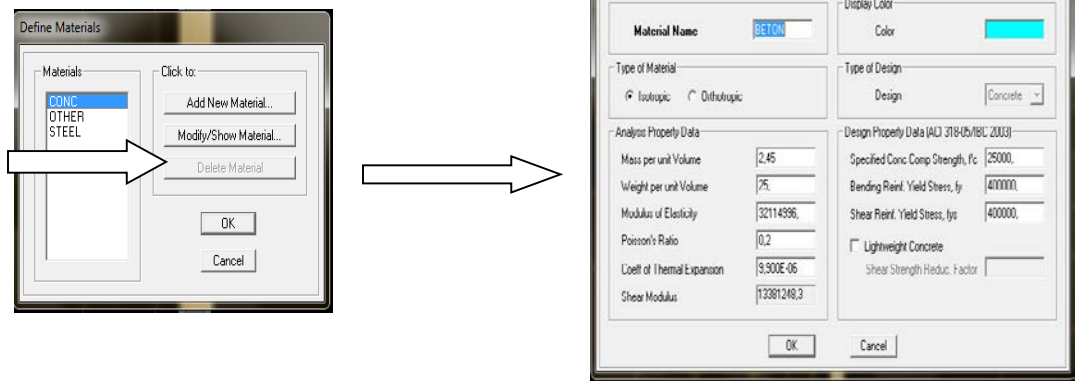 Define Materials
Materials
CONC
OTHER
STEEL
Click to:
Add New Material...
Modify/Show Material...
Delete Material
OK
Cancel
Material Name BETON
Display Color
Color
Type of Material
Isotropic Orthotropic
Type of Design
Design Concrete
Analysis Property Data
Mass per unit Volume 2,45
Weight per unit Volume 25,
Modulus of Elasticity 32114996,
Poisson's Ratio 0,2
Coeff of Thermal Expansion 9,900E-06
Shear Modulus 13381248,3
Design Property Data (ACI 318-05/IBC 2003)
Specified Conc Comp Strength, f'c 25000,
Bending Reinf. Yield Stress, fy 400000,
Shear Reinf. Yield Stress, fys 400000,
Lightweight Concrete
Shear Strength Reduc. Factor
OK
Cancel